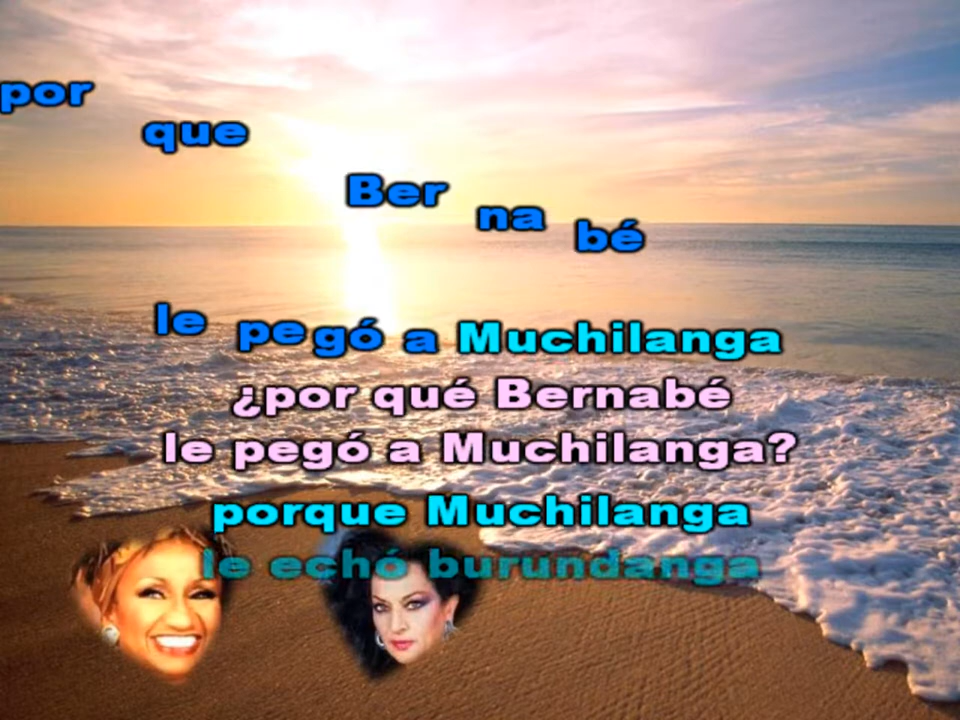 por
que
Ber na bé
le pe gó a Muchilanga
¿por qué Bernabé
le pegó a Muchilanga?
porque Muchilanga
le echó burundanga